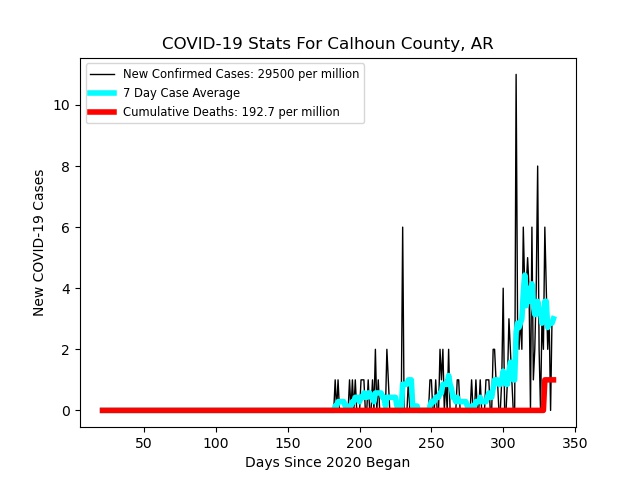 COVID-19 Stats For Calhoun County, AR
New Confirmed Cases: 29500 per million
7 Day Case Average
Cumulative Deaths: 192.7 per million
New COVID-19 Cases
10
8
6
4
2
0
50 100 150 200 250 300 350
Days Since 2020 Began